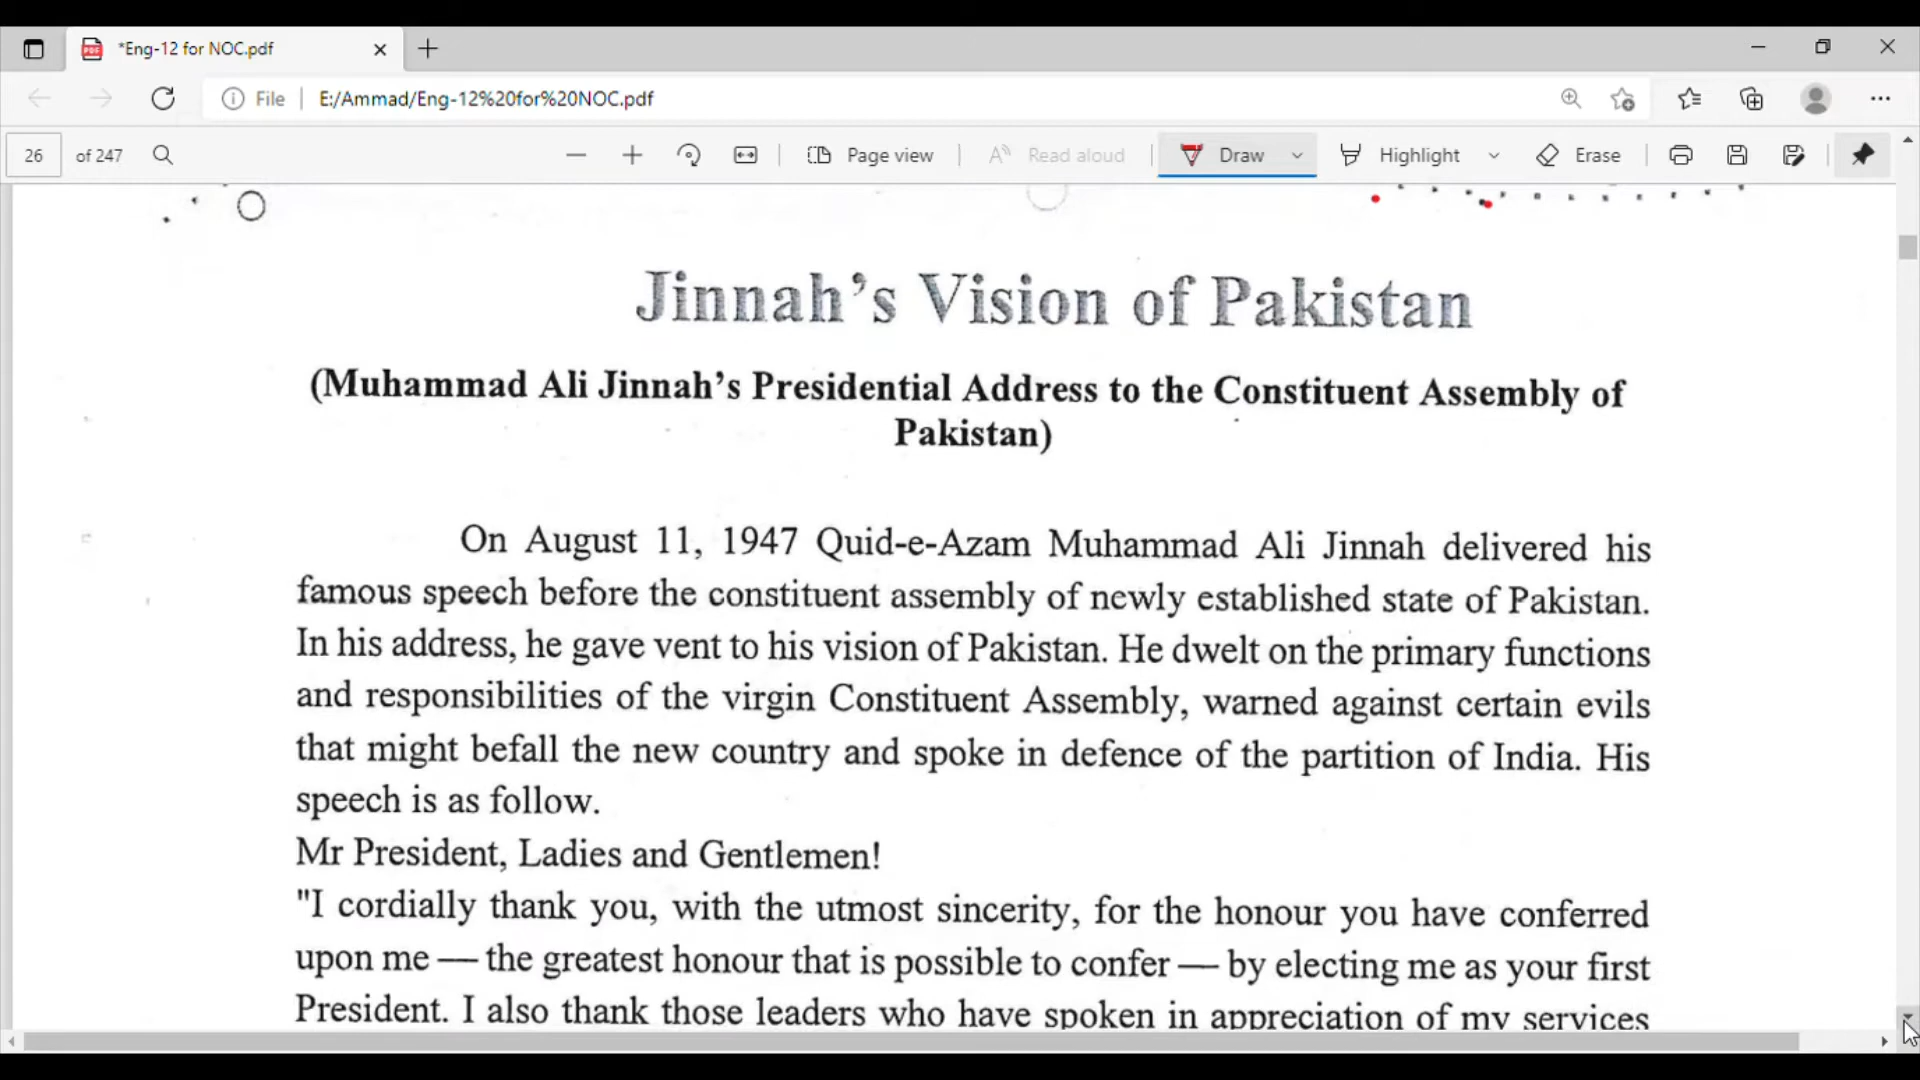 *Eng-12 for NOC.pdf
File E:/Ammad/Eng-12%20for%20NOC.pdf
26 of 247 Page view Read aloud Draw Highlight Erase
Jinnah's Vision of Pakistan
(Muhammad Ali Jinnah's Presidential Address to the Constituent Assembly of
Pakistan)
On August 11, 1947 Quid-e-Azam Muhammad Ali Jinnah delivered his
famous speech before the constituent assembly of newly established state of Pakistan.
In his address, he gave vent to his vision of Pakistan. He dwelt on the primary functions
and responsibilities of the virgin Constituent Assembly, warned against certain evils
that might befall the new country and spoke in defence of the partition of India. His
speech is as follow.
Mr President, Ladies and Gentlemen!
"I cordially thank you, with the utmost sincerity, for the honour you have conferred
upon me — the greatest honour that is possible to confer — by electing me as your first
President. I also thank those leaders who have spoken in appreciation of my services